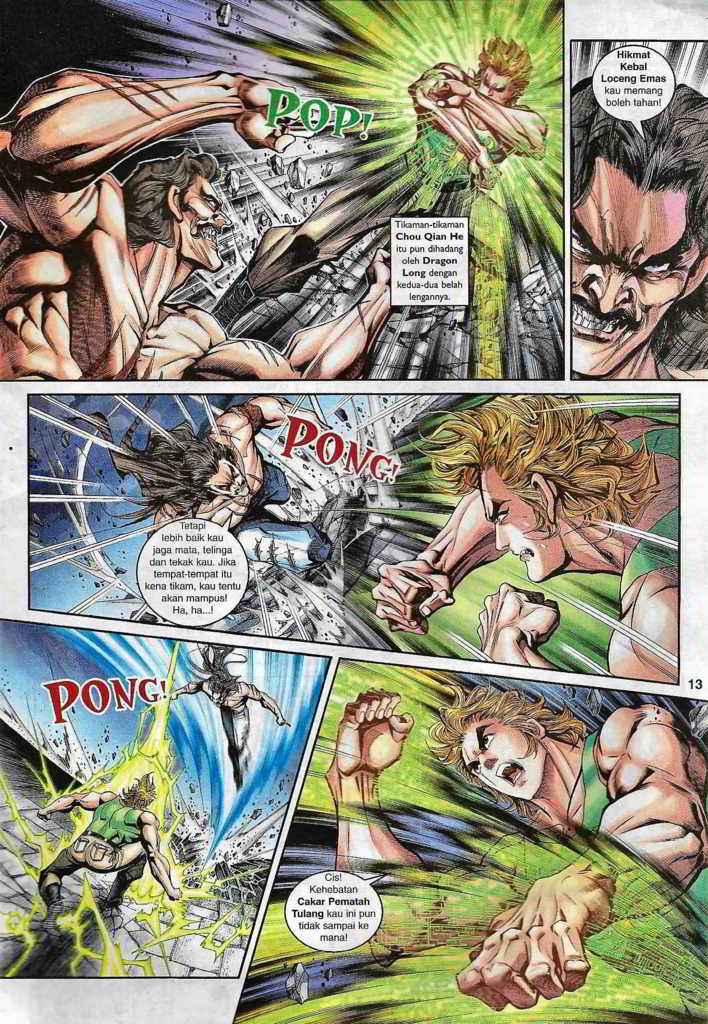 POP!
Tikaman-tikaman
Chou Qian He
itu pun dihadang
oleh Dragon
Long dengan
kedua-dua belah
lengannya.
Hikmat
Kebal
Loceng Emas
kau memang
boleh tahan!
PONG!
Tetapi
lebih baik kau
jaga mata, telinga
dan tekak kau. Jika
tempat-tempat itu
kena tikam, kau tentu
akan mampus!
Ha, ha...!
13
PONG!
Cis!
Kehebatan
Cakar Pematah
Tulang kau ini pun
tidak sampai ke
mana!